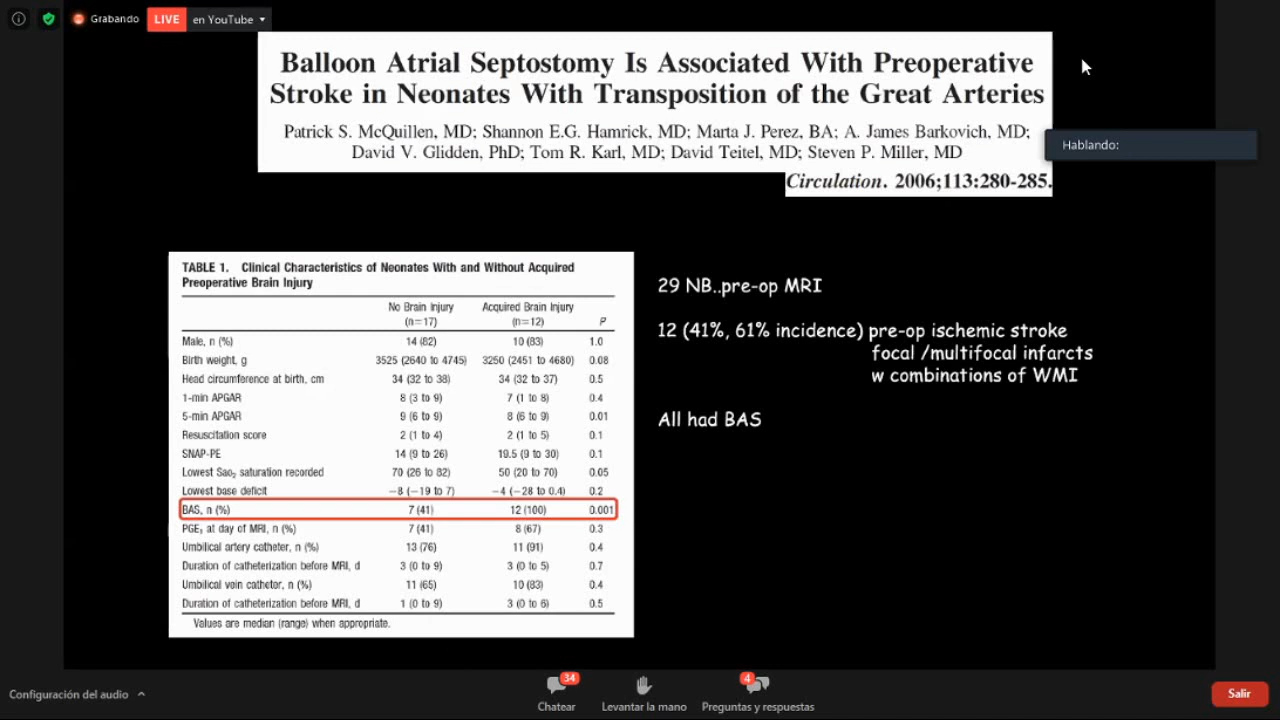 Grabando
LIVE en YouTube
Balloon Atrial Septostomy Is Associated With Preoperative
Stroke in Neonates With Transposition of the Great Arteries
Patrick S. McQuillen, MD; Shannon E.G. Hamrick, MD; Marta J. Perez, BA; A. James Barkovich, MD;
David V. Glidden, PhD; Tom R. Karl, MD; David Teitel, MD; Steven P. Miller, MD
Hablando:
Circulation. 2006;113:280-285.
TABLE 1. Clinical Characteristics of Neonates With and Without Acquired
Preoperative Brain Injury
No Brain Injury Acquired Brain Injury
(n=17) (n=12) P
Male, n (%) 14 (82) 10 (83) 1.0
Birth weight, g 3525 (2640 to 4745) 3250 (2451 to 4680) 0.08
Head circumference at birth, cm 34 (32 to 38) 34 (32 to 37) 0.5
1-min APGAR 8 (3 to 9) 7 (1 to 8) 0.4
5-min APGAR 9 (6 to 9) 8 (6 to 9) 0.01
Resuscitation score 2 (1 to 4) 2 (1 to 5) 0.1
SNAP-PE 14 (9 to 26) 19.5 (9 to 30) 0.1
Lowest Sao₂ saturation recorded 70 (26 to 82) 50 (20 to 70) 0.05
Lowest base deficit −8 (−19 to 7) −4 (−28 to 0.4) 0.2
BAS, n (%) 7 (41) 12 (100) 0.001
PGE₁ at day of MRI, n (%) 7 (41) 8 (67) 0.3
Umbilical artery catheter, n (%) 13 (76) 11 (91) 0.4
Duration of catheterization before MRI, d 3 (0 to 9) 3 (0 to 5) 0.7
Umbilical vein catheter, n (%) 11 (65) 10 (83) 0.4
Duration of catheterization before MRI, d 1 (0 to 9) 3 (0 to 6) 0.5
Values are median (range) when appropriate.
29 NB..pre-op MRI
12 (41%, 61% incidence) pre-op ischemic stroke
focal /multifocal infarcts
w combinations of WMI
All had BAS
Configuración del audio
34
Chatear
Levantar la mano
4
Preguntas y respuestas
Salir